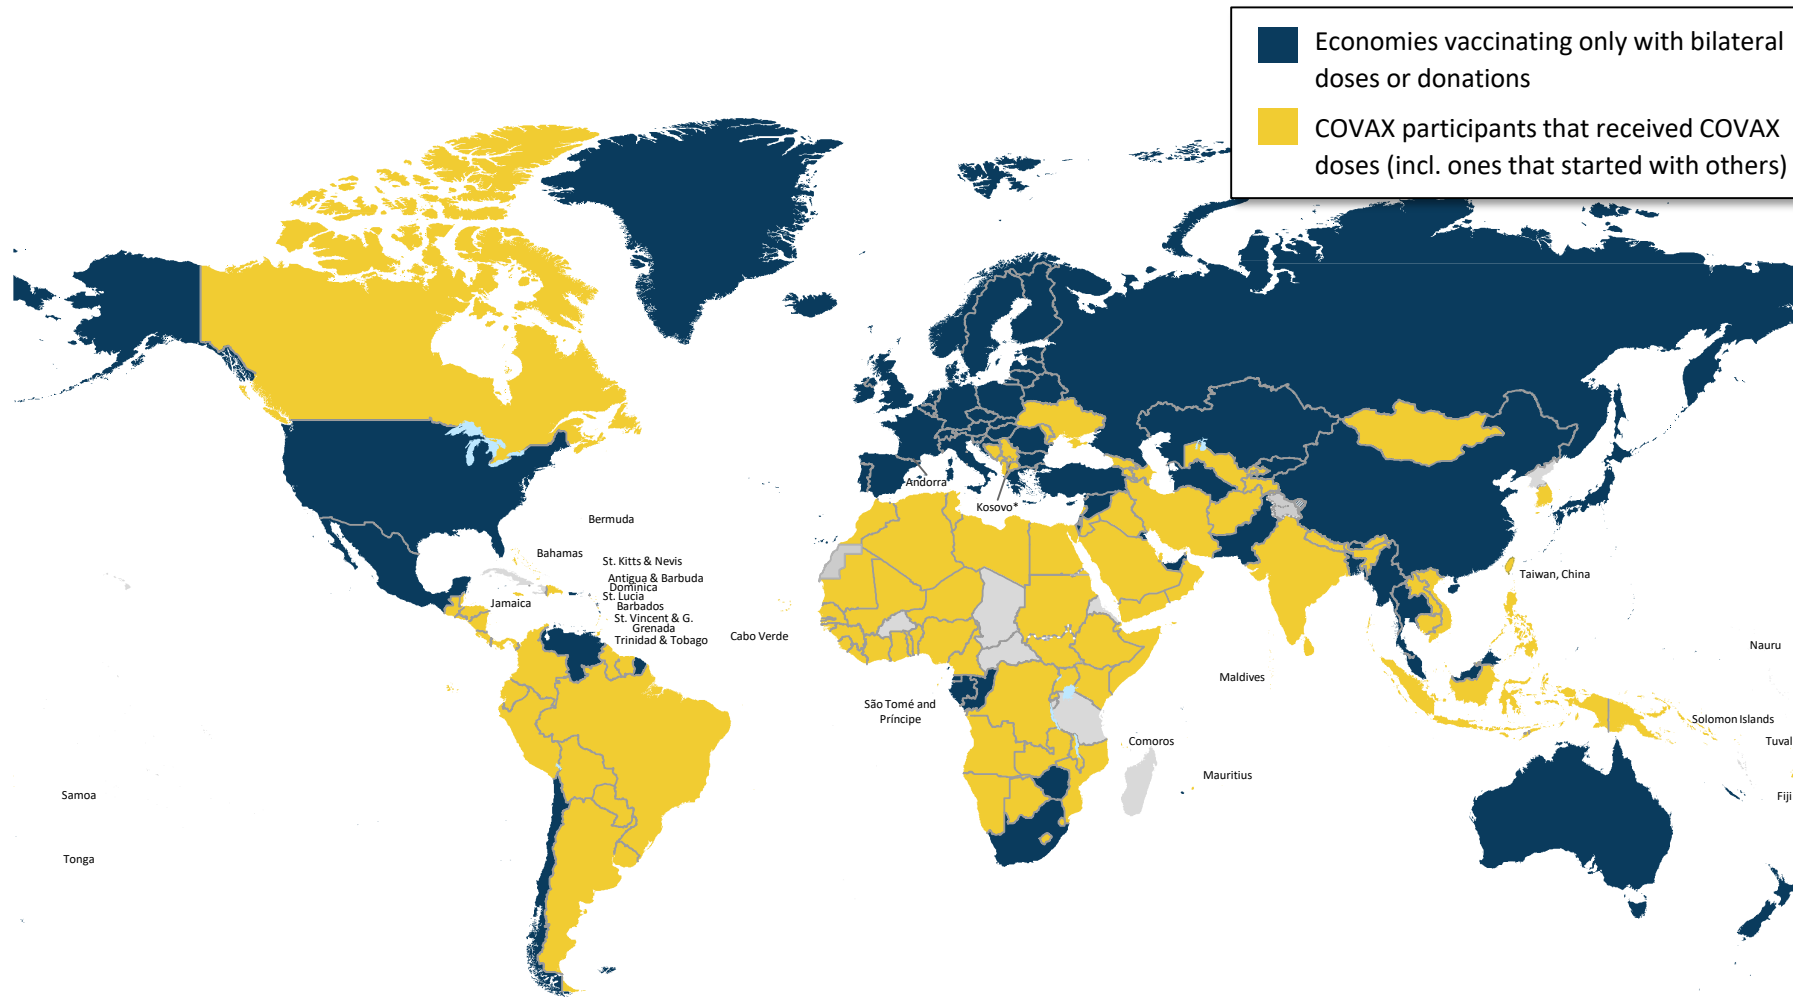 Economies vaccinating only with bilateral
doses or donations
COVAX participants that received COVAX
doses (incl. ones that started with others)
Andorra
Kosovo*
Bermuda
Bahamas
St. Kitts & Nevis
Antigua & Barbuda
Dominica
St. Lucia
Jamaica
Barbados
St. Vincent & G.
Grenada
Trinidad & Tobago
Cabo Verde
Taiwan, China
Nauru
Maldives
São Tomé and
Príncipe
Solomon Islands
Comoros
Tuval
Mauritius
Samoa
Fiji
Tonga